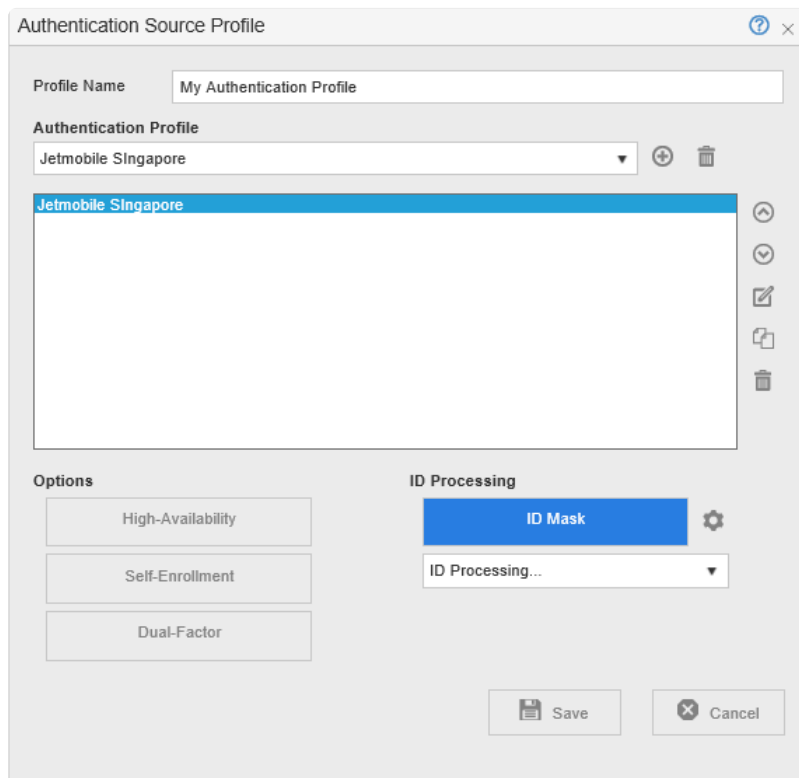 Authentication Source Profile
Profile Name My Authentication Profile
Authentication Profile
Jetmobile SIngapore
Jetmobile SIngapore
Options
ID Processing
High-Availability
ID Mask
Self-Enrollment
ID Processing...
Dual-Factor
Save
Cancel